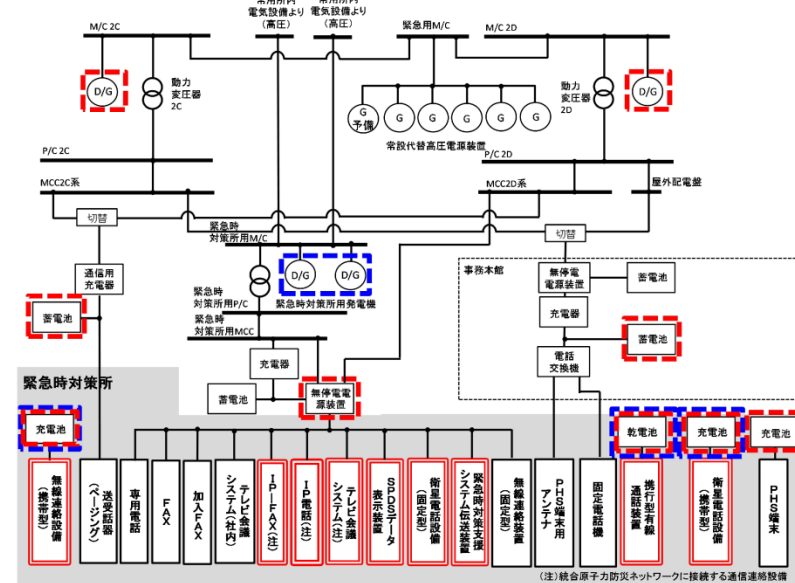 常用所内
電気設備より
(高圧)
常用所内
電気設備より
(高圧)
M/C 2C
緊急用M/C
M/C 2D
D/G
動力
変圧器
2C
G
予備
G
G
G
G
G
常設代替高圧電源装置
動力
変圧器
2D
D/G
P/C 2C
P/C 2D
MCC2C系
MCC2D系
屋外配電盤
切替
緊急時
対策所用M/C
切替
通信用
充電器
D/G
D/G
緊急時対策所用発電機
事務本館
無停電
電源装置
蓄電池
緊急時
対策所用P/C
緊急時
対策所用MCC
蓄電池
充電器
蓄電池
充電器
電話
交換機
緊急時対策所
蓄電池
無停電電
源装置
充電池
乾電池
充電池
充電池
無線連絡設備
(携帯型)
送受話器
(ページング)
専用電話
FAX
加入FAX
テレビ会議
システム(社内)
IP-FAX(注)
IP電話(注)
テレビ会議
システム(注)
SPDSデータ
表示装置
衛星電話設備
(固定型)
緊急時対策支援
システム伝送装置
無線連絡装置
(固定型)
PHS端末用
アンテナ
固定電話機
携行型有線
通話装置
衛星電話設備
(携帯型)
PHS端末
(注)統合原子力防災ネットワークに接続する通信連絡設備